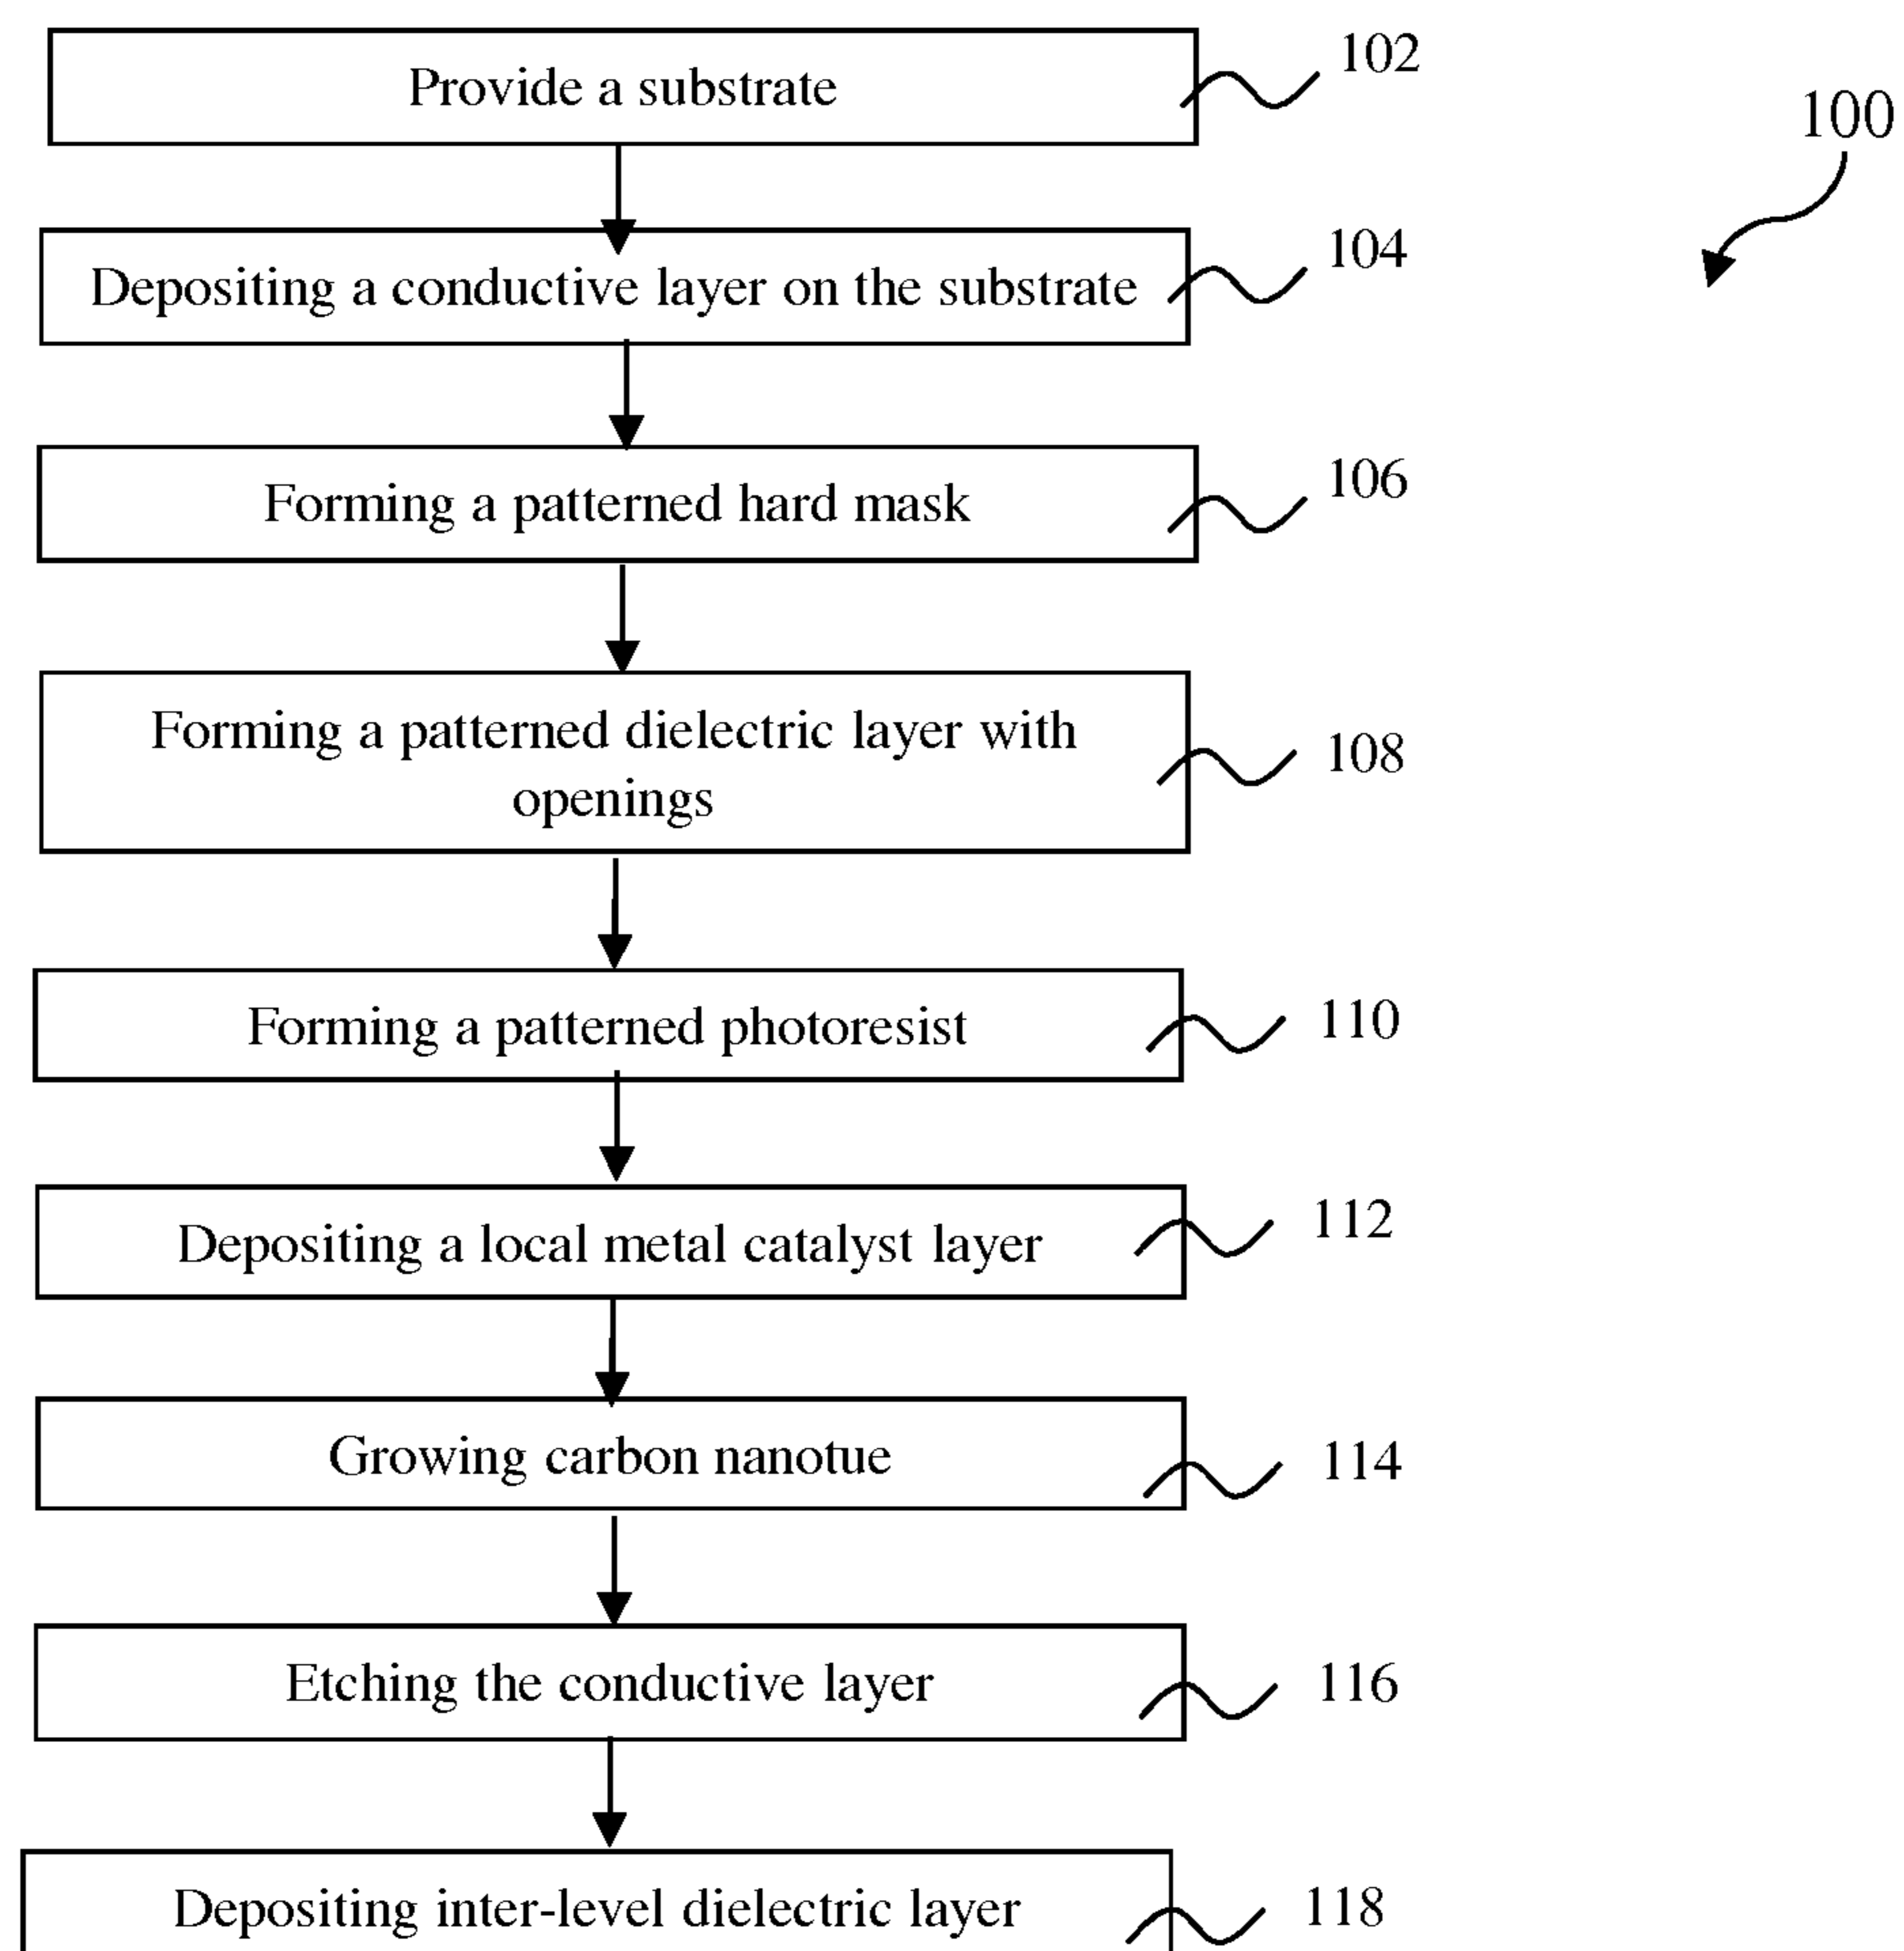 Provide a substrate
102
100
Depositing a conductive layer on the substrate
104
Forming a patterned hard mask
106
Forming a patterned dielectric layer with
openings
108
Forming a patterned photoresist
110
Depositing a local metal catalyst layer
112
Growing carbon nanotue
114
Etching the conductive layer
116
Depositing inter-level dielectric layer
118